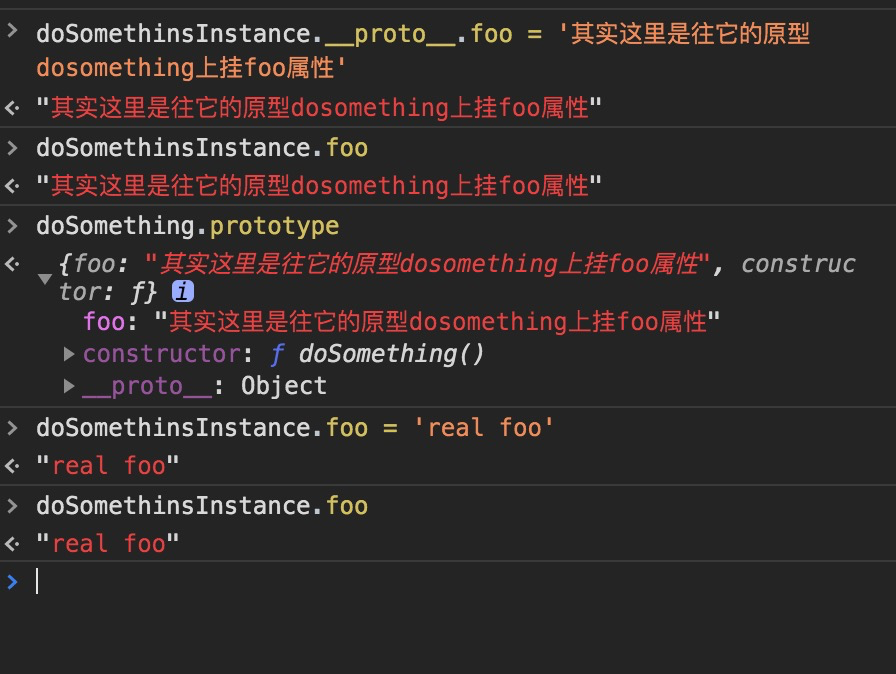 doSomethinsInstance.__proto__.foo = '其实这里是往它的原型
dosomething上挂foo属性'
"其实这里是往它的原型dosomething上挂foo属性"
doSomethinsInstance.foo
"其实这里是往它的原型dosomething上挂foo属性"
doSomething.prototype
{foo: "其实这里是往它的原型dosomething上挂foo属性", construc
tor: ƒ} i
foo: "其实这里是往它的原型dosomething上挂foo属性"
constructor: ƒ doSomething()
__proto__: Object
doSomethinsInstance.foo = 'real foo'
"real foo"
doSomethinsInstance.foo
"real foo"